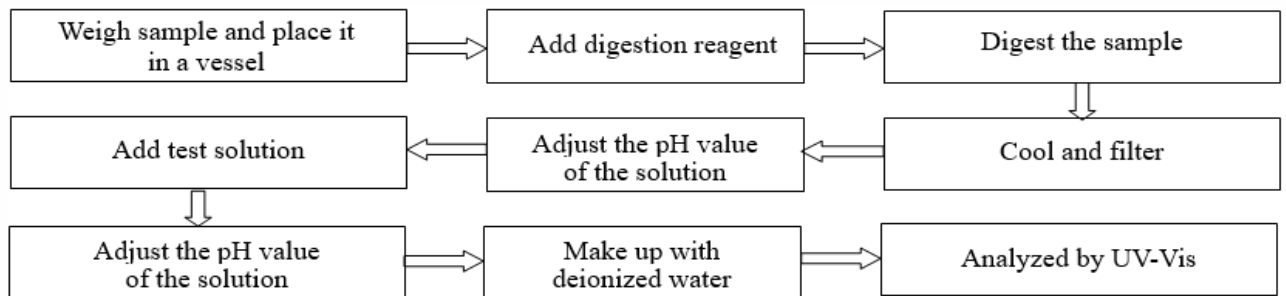 Weigh sample and place it
in a vessel
Add digestion reagent
Digest the sample
Cool and filter
Adjust the pH value
of the solution
Add test solution
Adjust the pH value
of the solution
Make up with
deionized water
Analyzed by UV-Vis